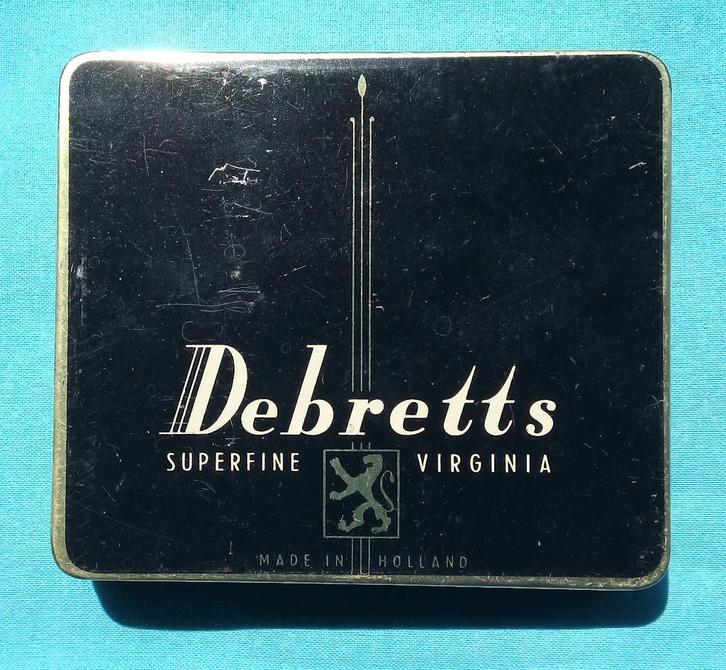 Debretts
SUPERFINE VIRGINIA
MADE IN HOLLAND